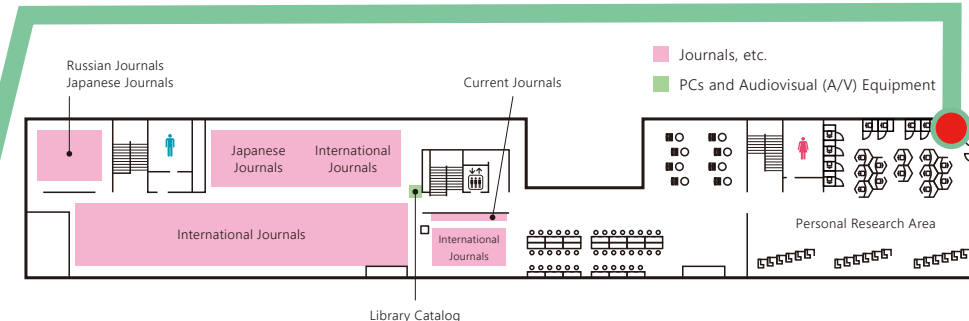 Journals, etc.
PCs and Audiovisual (A/V) Equipment
Russian Journals
Japanese Journals
Current Journals
Japanese
Journals
International
Journals
International Journals
International
Journals
Personal Research Area
Library Catalog